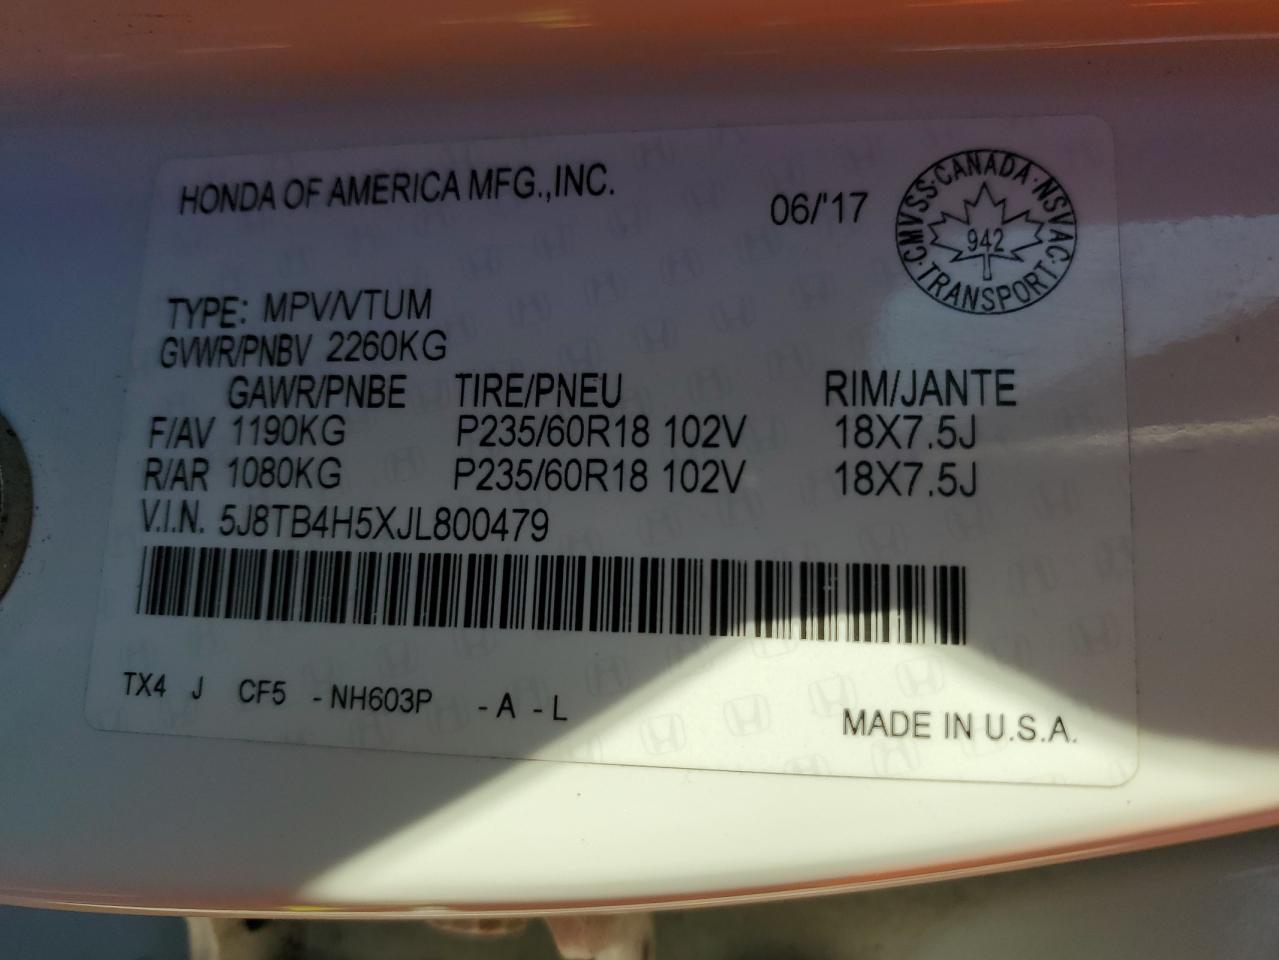 HONDA OF AMERICA MFG.,INC.
06/'17
CMVSS·CANADA·NSVAC·TRANSPORT
942
TYPE: MPV/VTUM
GVWR/PNBV 2260KG
GAWR/PNBE TIRE/PNEU RIM/JANTE
F/AV 1190KG P235/60R18 102V 18X7.5J
R/AR 1080KG P235/60R18 102V 18X7.5J
V.I.N. 5J8TB4H5XJL800479
TX4 J CF5 -NH603P -A -L
MADE IN U.S.A.